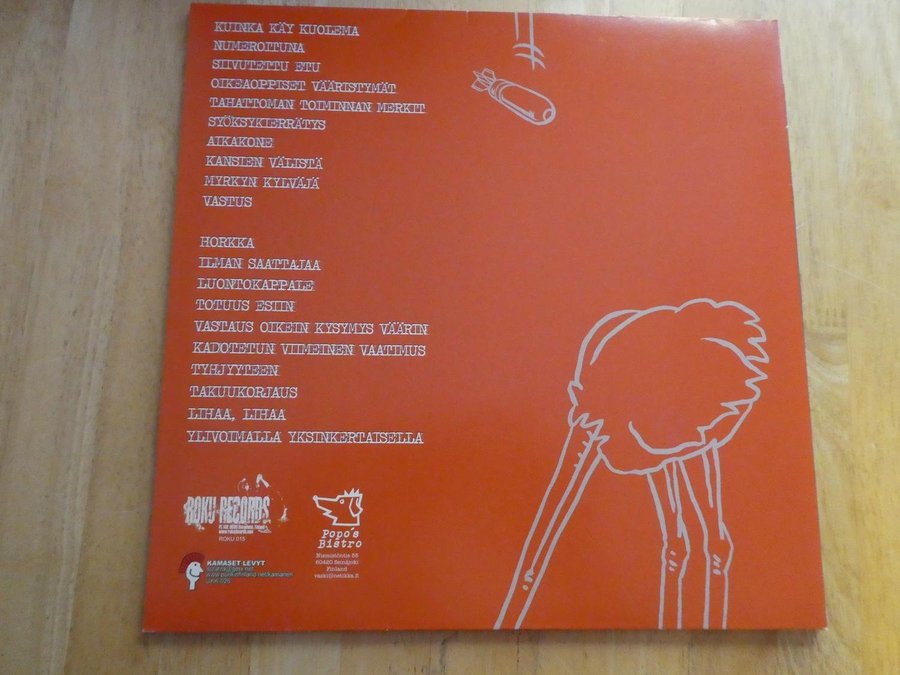 KUINKA KÄY KUOLEMA
NUMEROITUNA
SIIVUTETTU ETU
OIKEAOPPISET VÄÄRISTYMÄT
TAHATTOMAN TOIMINNAN MERKIT
SYÖKSYKIERRÄTYS
AIKAKONE
KANSIEN VÄLISTÄ
MYRKYN KYLVÄJÄ
VASTUS
HORKKA
ILMAN SAATTAJAA
LUONTOKAPPALE
TOTUUS ESIIN
VASTAUS OIKEIN KYSYMYS VÄÄRIN
KADOTETUN VIIMEINEN VAATIMUS
TYHJYYTEEN
TAKUUKORJAUS
LIHAA, LIHAA
YLIVOIMALLA YKSINKERTAISELLA
ROKU RECORDS
ROKU 015
Popo's
Bistro
60420 Seinäjoki
Finland
KAMASET LEVYT